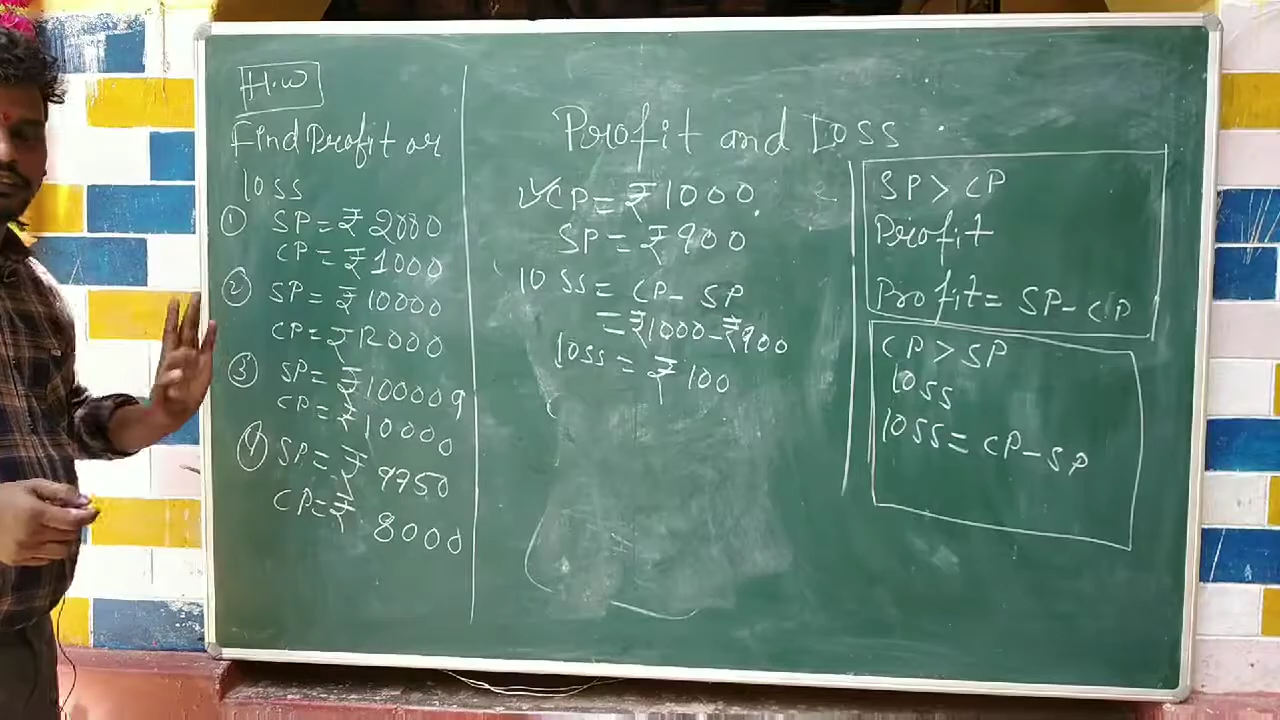 H.W
Find Profit or
loss
① SP = ₹ 2000
CP = ₹ 1000
② SP = ₹ 10000
CP = ₹ 12000
③ SP = ₹ 100009
CP = ₹ 10000
④ SP = ₹ 9750
CP = ₹ 8000
Profit and Loss
CP = ₹ 1000
SP = ₹ 900
loss = CP - SP
= ₹1000 - ₹900
loss = ₹ 100
SP > CP
Profit
Profit = SP - CP
CP > SP
loss
loss = CP - SP